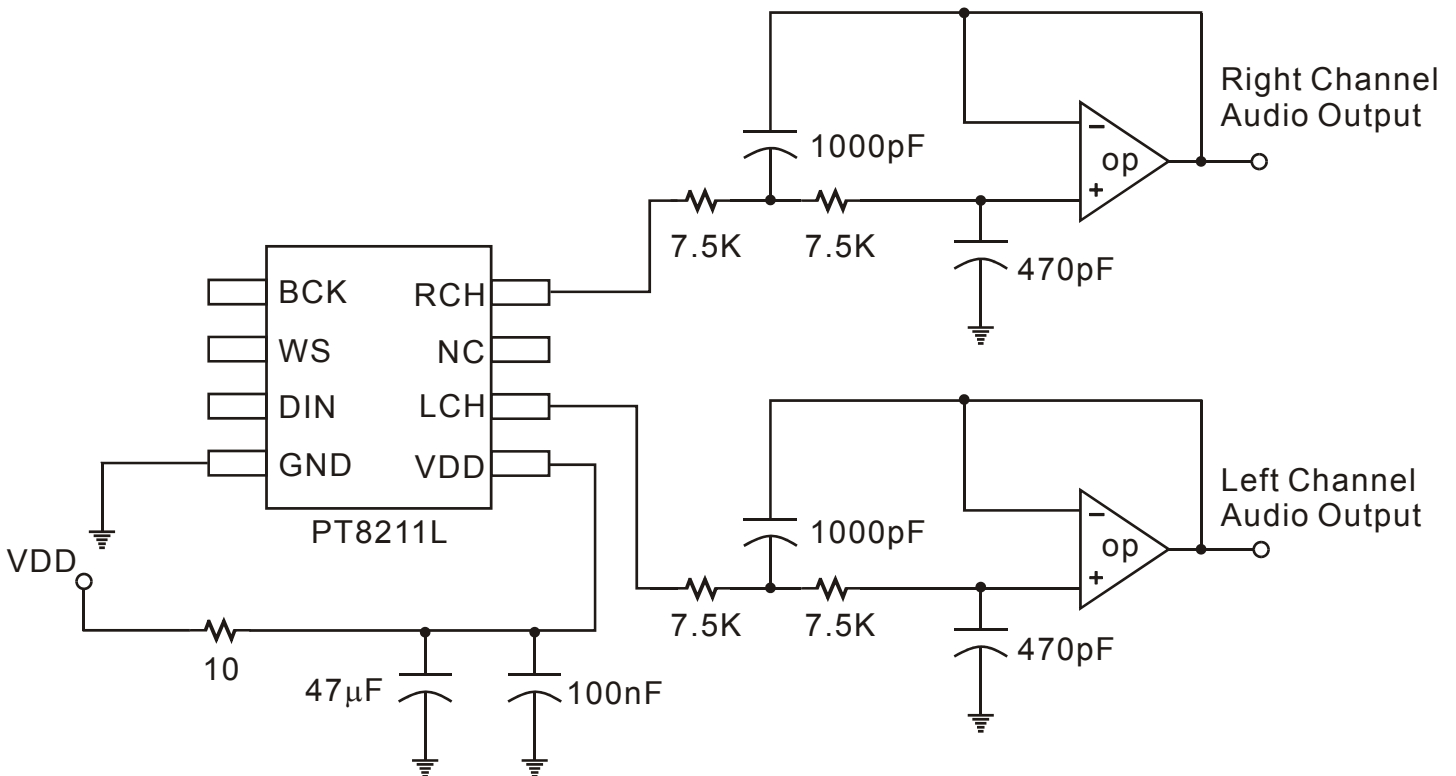 Right Channel
Audio Output
1000pF
op
7.5K
7.5K
470pF
BCK
RCH
WS
NC
DIN
LCH
GND
VDD
PT8211L
Left Channel
Audio Output
1000pF
op
7.5K
7.5K
470pF
VDD
10
47µF
100nF